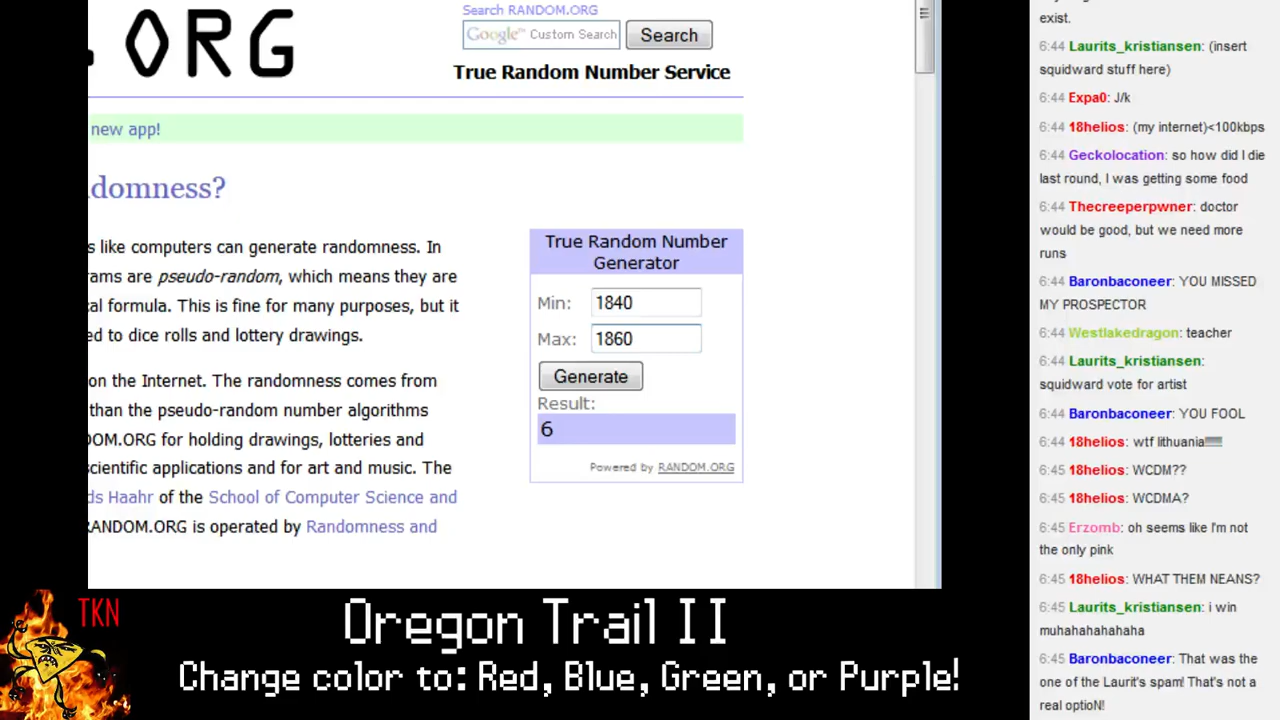 .ORG
Search RANDOM.ORG
Google™ Custom Search
Search
True Random Number Service
new app!
domness?
s like computers can generate randomness. In
rams are pseudo-random, which means they are
cal formula. This is fine for many purposes, but it
ed to dice rolls and lottery drawings.
on the Internet. The randomness comes from
than the pseudo-random number algorithms
DOM.ORG for holding drawings, lotteries and
scientific applications and for art and music. The
ds Haahr of the School of Computer Science and
RANDOM.ORG is operated by Randomness and
True Random Number
Generator
Min: 1840
Max: 1860
Generate
Result:
6
Powered by RANDOM.ORG
TKN
Oregon Trail II
Change color to: Red, Blue, Green, or Purple!
exist.
6:44 Laurits_kristiansen: (insert
squidward stuff here)
6:44 Expa0: J/k
6:44 18helios: (my internet)<100kbps
6:44 Geckolocation: so how did I die
last round, I was getting some food
6:44 Thecreeperpwner: doctor
would be good, but we need more
runs
6:44 Baronbaconeer: YOU MISSED
MY PROSPECTOR
6:44 Westlakedragon: teacher
6:44 Laurits_kristiansen:
squidward vote for artist
6:44 Baronbaconeer: YOU FOOL
6:44 18helios: wtf lithuania
6:45 18helios: WCDM??
6:45 18helios: WCDMA?
6:45 Erzomb: oh seems like I'm not
the only pink
6:45 18helios: WHAT THEM NEANS?
6:45 Laurits_kristiansen: i win
muhahahahahaha
6:45 Baronbaconeer: That was the
one of the Laurit's spam! That's not a
real optioN!